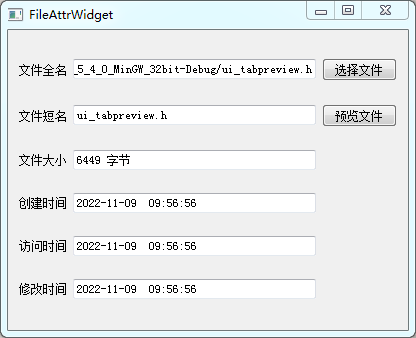 FileAttrWidget
文件全名 _5_4_0_MinGW_32bit-Debug/ui_tabpreview.h 选择文件
文件短名 ui_tabpreview.h 预览文件
文件大小 6449 字节
创建时间 2022-11-09 09:56:56
访问时间 2022-11-09 09:56:56
修改时间 2022-11-09 09:56:56